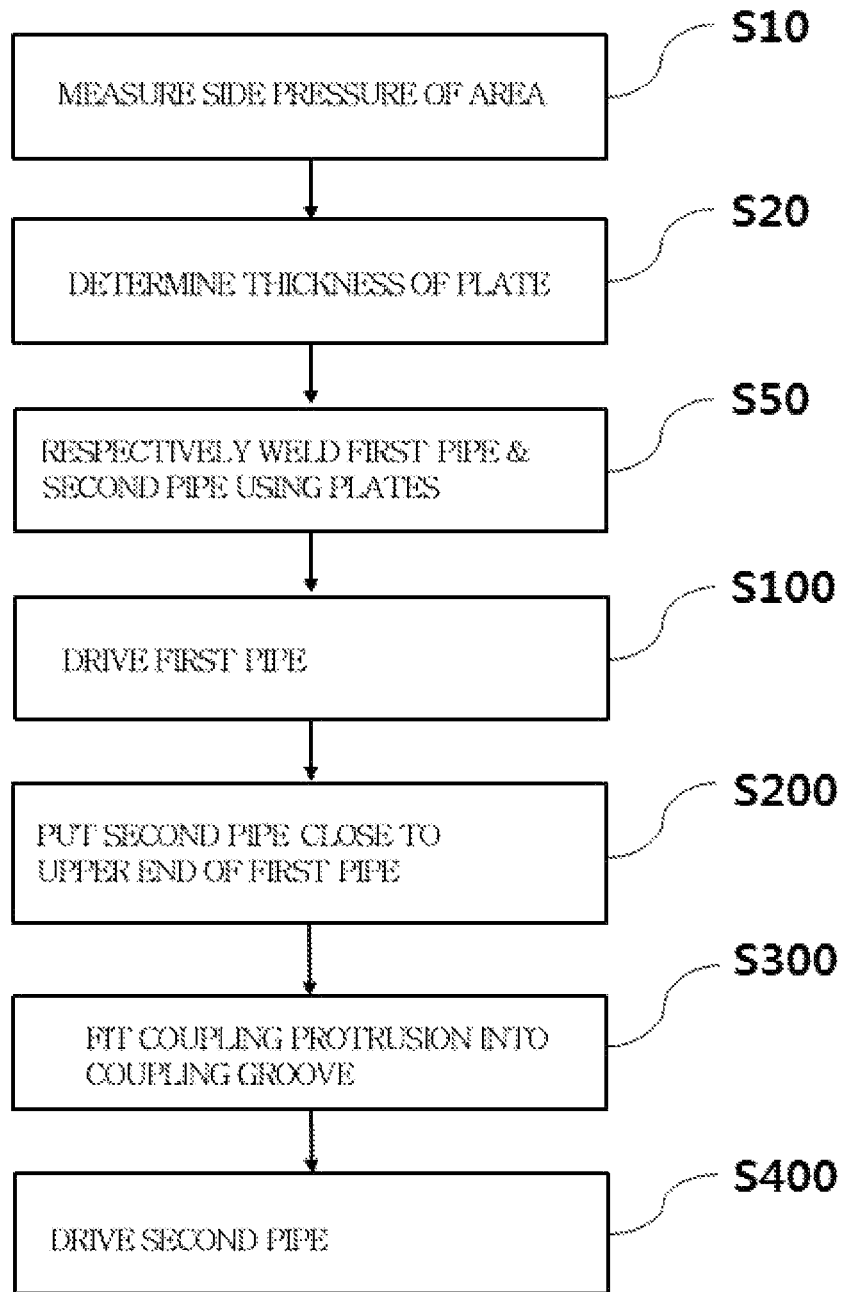 S10
MEASURE SIDE PRESSURE OF AREA
S20
DETERMINE THICKNESS OF PLATE
S50
RESPECTIVELY WELD FIRST PIPE &
SECOND PIPE USING PLATES
S100
DRIVE FIRST PIPE
S200
PUT SECOND PIPE CLOSE TO
UPPER END OF FIRST PIPE
S300
FIT COUPLING PROTRUSION INTO
COUPLING GROOVE
S400
DRIVE SECOND PIPE